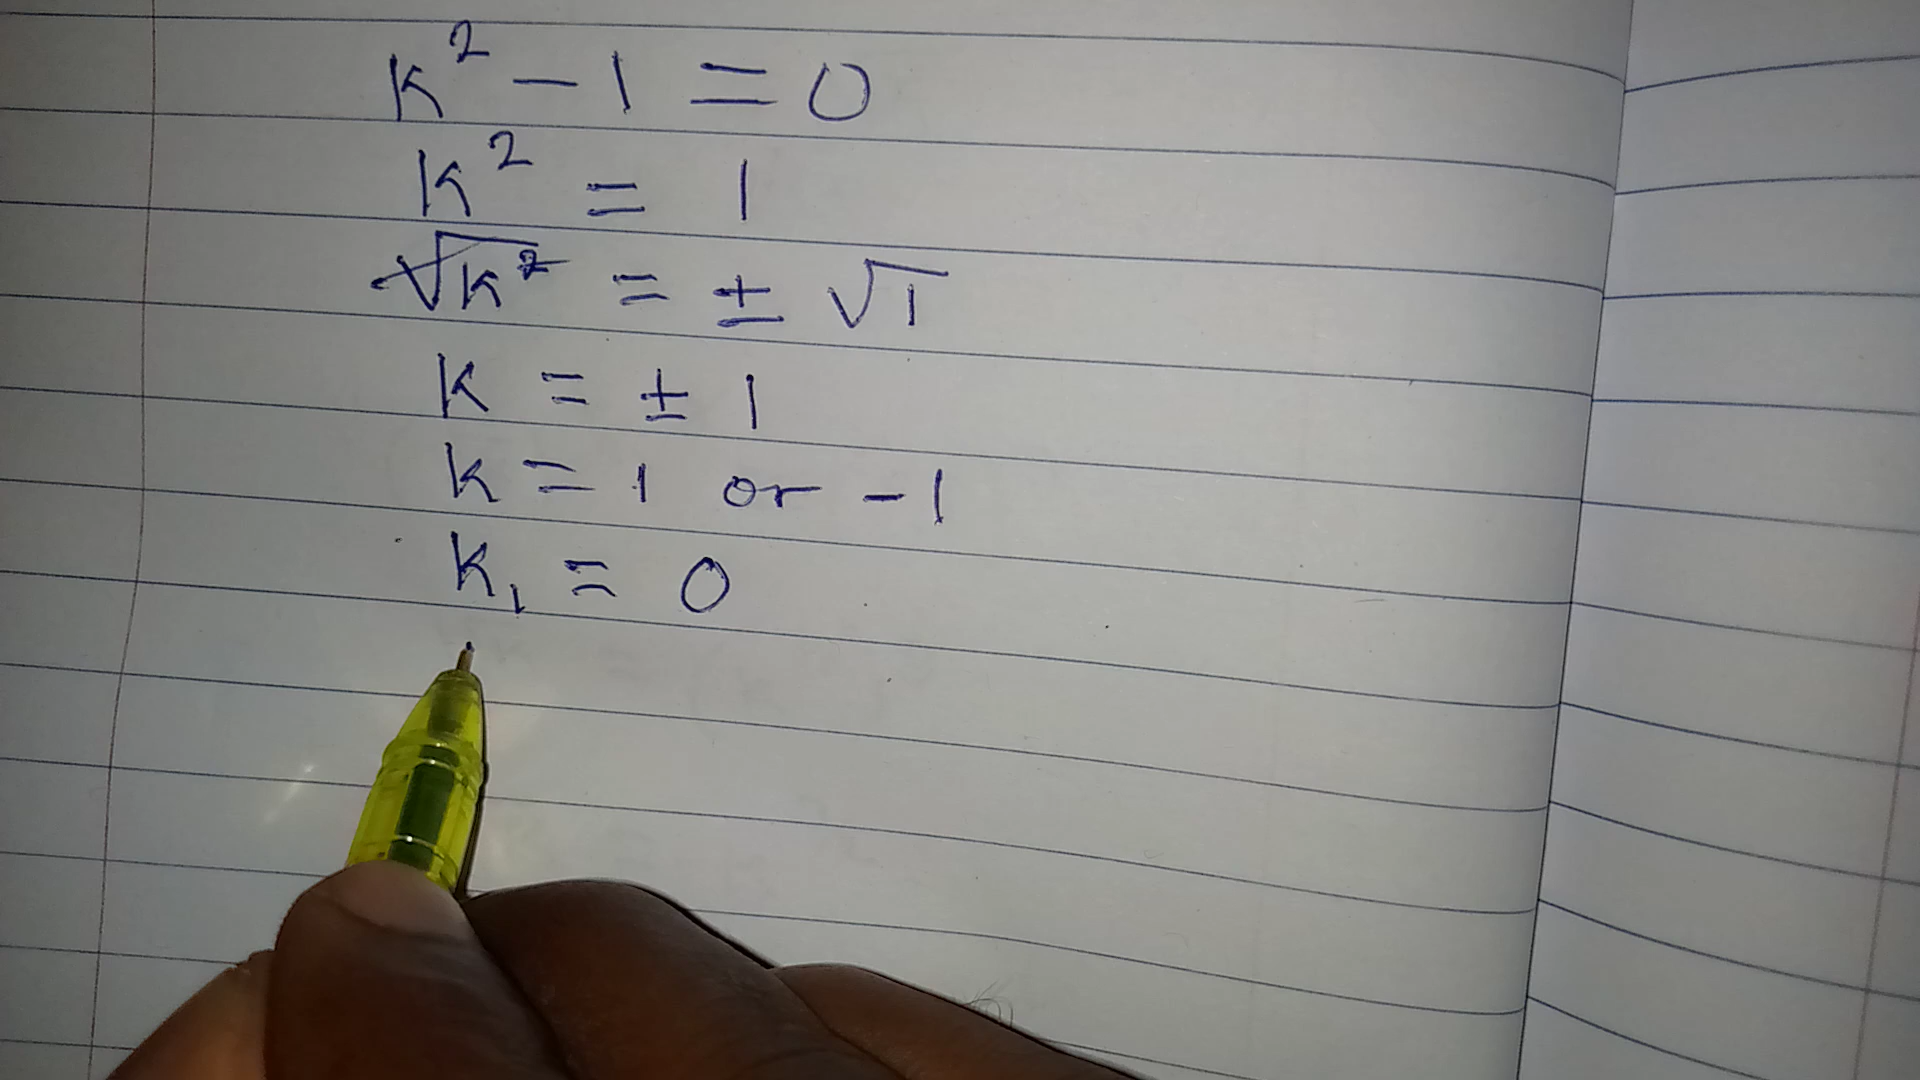 k² - 1 = 0
k² = 1
√k² = ± √1
k = ± 1
k = 1 or -1
k₁ = 0